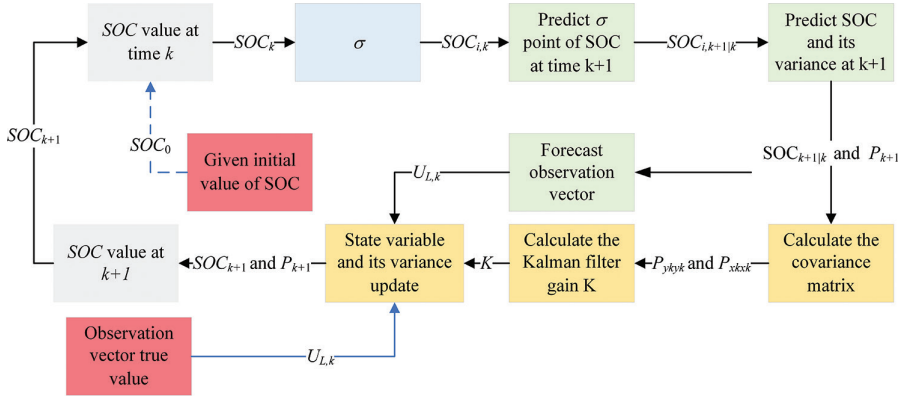 SOC value at
time k
SOCk
σ
SOCi,k
Predict σ
point of SOC
at time k+1
SOCi,k+1|k
Predict SOC
and its
variance at k+1
SOCk+1
SOC0
Given initial
value of SOC
UL,k
Forecast
observation
vector
SOCk+1|k and Pk+1
SOC value at
k+1
SOCk+1 and Pk+1
State variable
and its variance
update
K
Calculate the
Kalman filter
gain K
Pykyk and Pxkxk
Calculate the
covariance
matrix
Observation
vector true
value
UL,k